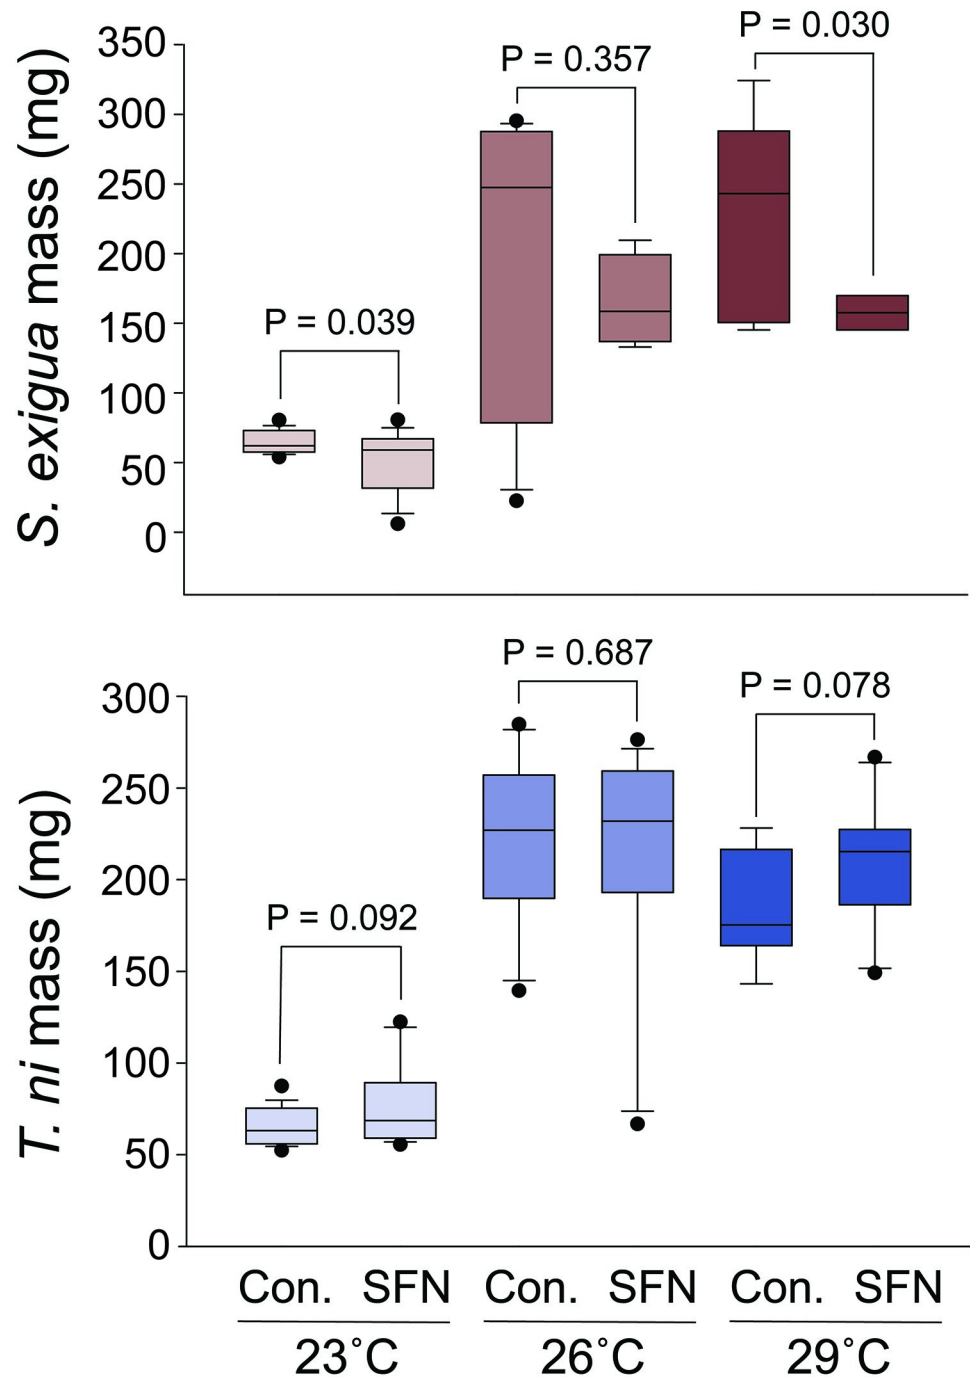 S. exigua mass (mg)
350
300
250
200
150
100
50
0
P = 0.039
P = 0.357
P = 0.030
T. ni mass (mg)
300
250
200
150
100
50
0
P = 0.092
P = 0.687
P = 0.078
Con. SFN Con. SFN Con. SFN
23°C 26°C 29°C